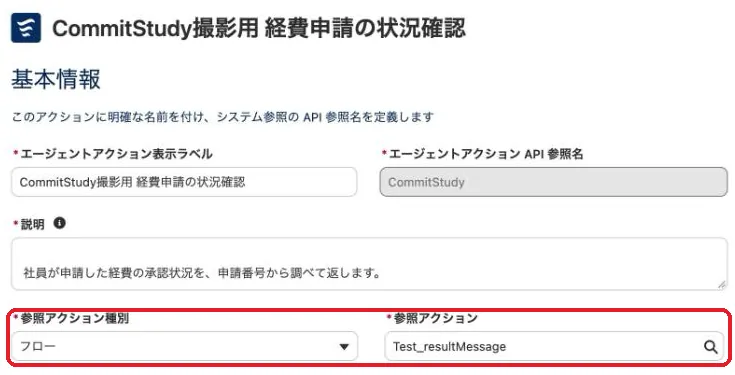 CommitStudy撮影用 経費申請の状況確認
基本情報
このアクションに明確な名前を付け、システム参照の API 参照名を定義します
*エージェントアクション表示ラベル
*エージェントアクション API 参照名
CommitStudy撮影用 経費申請の状況確認
CommitStudy
*説明
社員が申請した経費の承認状況を、申請番号から調べて返します。
*参照アクション種別
*参照アクション
フロー
Test_resultMessage